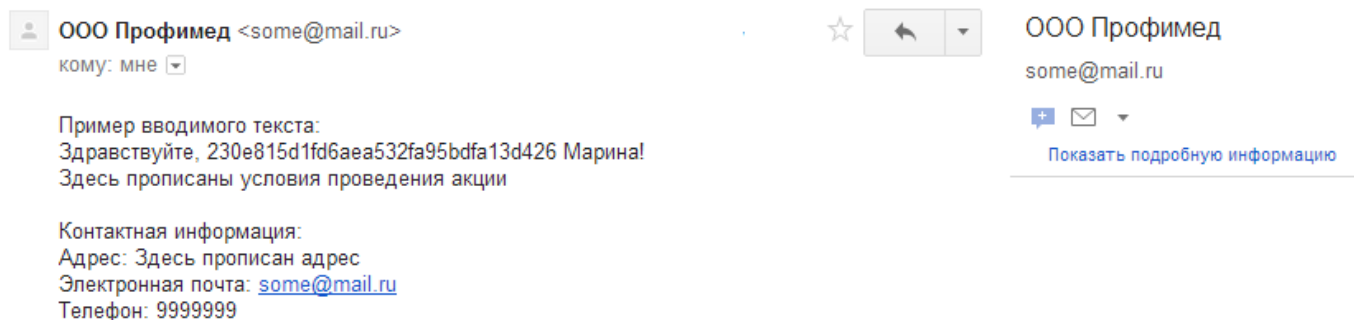 ООО Профимед <some@mail.ru>
кому: мне
Пример вводимого текста:
Здравствуйте, 230e815d1fd6aea532fa95bdfa13d426 Марина!
Здесь прописаны условия проведения акции
Контактная информация:
Адрес: Здесь прописан адрес
Электронная почта: some@mail.ru
Телефон: 9999999
ООО Профимед
some@mail.ru
Показать подробную информацию